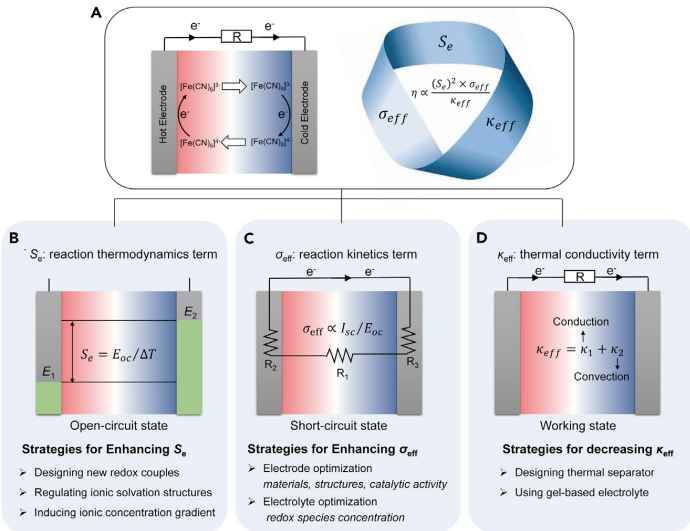 A
e⁻ R e⁻
Hot Electrode
[Fe(CN)₆]³⁻ [Fe(CN)₆]³⁻
e⁻ e⁻
[Fe(CN)₆]⁴⁻ [Fe(CN)₆]⁴⁻
Cold Electrode
S_e
η ∝ (S_e)² × σ_eff / κ_eff
σ_eff
κ_eff
B
S_e: reaction thermodynamics term
E₁
E₂
S_e = E_oc/ΔT
Open-circuit state
Strategies for Enhancing S_e
➢ Designing new redox couples
➢ Regulating ionic solvation structures
➢ Inducing ionic concentration gradient
C
σ_eff: reaction kinetics term
e⁻ e⁻
σ_eff ∝ I_sc/E_oc
R₂ R₁ R₃
Short-circuit state
Strategies for Enhancing σ_eff
➢ Electrode optimization
materials, structures, catalytic activity
➢ Electrolyte optimization
redox species concentration
D
κ_eff: thermal conductivity term
e⁻ R e⁻
Conduction
κ_eff = κ₁ + κ₂
Convection
Working state
Strategies for decreasing κ_eff
➢ Designing thermal separator
➢ Using gel-based electrolyte